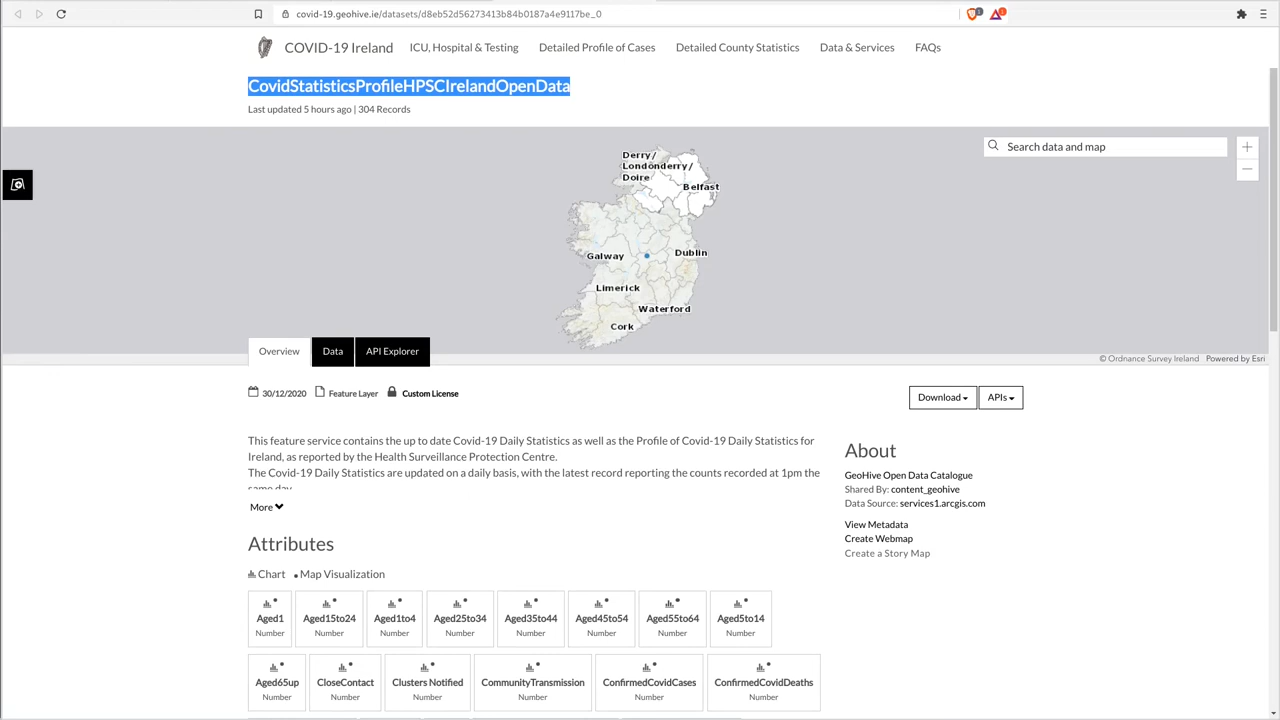 covid-19.geohive.ie/datasets/d8eb52d56273413b84b0187a4e9117be_0
COVID-19 Ireland
ICU, Hospital & Testing
Detailed Profile of Cases
Detailed County Statistics
Data & Services
FAQs
CovidStatisticsProfileHPSCIrelandOpenData
Last updated 5 hours ago | 304 Records
Search data and map
+
−
Derry/
Londonderry/
Doire
Belfast
Galway
Dublin
Limerick
Waterford
Cork
Overview
Data
API Explorer
© Ordnance Survey Ireland Powered by Esri
30/12/2020
Feature Layer
Custom License
Download
APIs
This feature service contains the up to date Covid-19 Daily Statistics as well as the Profile of Covid-19 Daily Statistics for
Ireland, as reported by the Health Surveillance Protection Centre.
The Covid-19 Daily Statistics are updated on a daily basis, with the latest record reporting the counts recorded at 1pm the
same day
More
About
GeoHive Open Data Catalogue
Shared By: content_geohive
Data Source: services1.arcgis.com
View Metadata
Create Webmap
Create a Story Map
Attributes
Chart
Map Visualization
Aged1
Number
Aged15to24
Number
Aged1to4
Number
Aged25to34
Number
Aged35to44
Number
Aged45to54
Number
Aged55to64
Number
Aged5to14
Number
Aged65up
Number
CloseContact
Number
Clusters Notified
Number
CommunityTransmission
Number
ConfirmedCovidCases
Number
ConfirmedCovidDeaths
Number